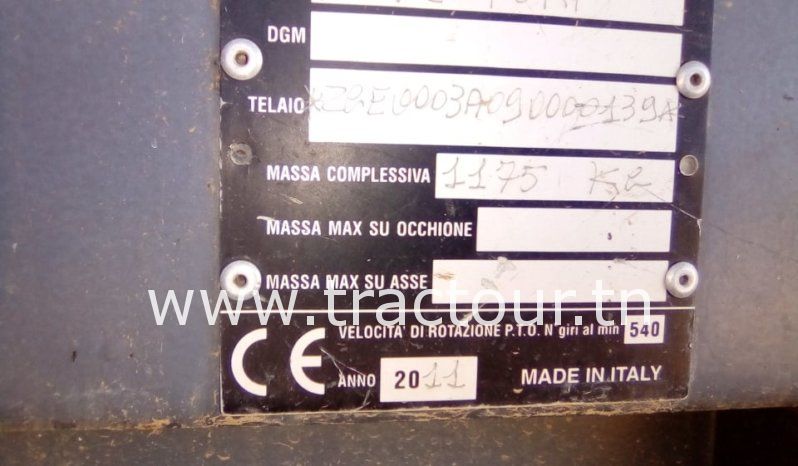 DGM
TELAIO
MASSA COMPLESSIVA 1175 Kg
MASSA MAX SU OCCHIONE
MASSA MAX SU ASSE
www.tractour.tn
VELOCITA' DI ROTAZIONE P.T.O. N° giri al min 540
CE
ANNO 2011 MADE IN ITALY